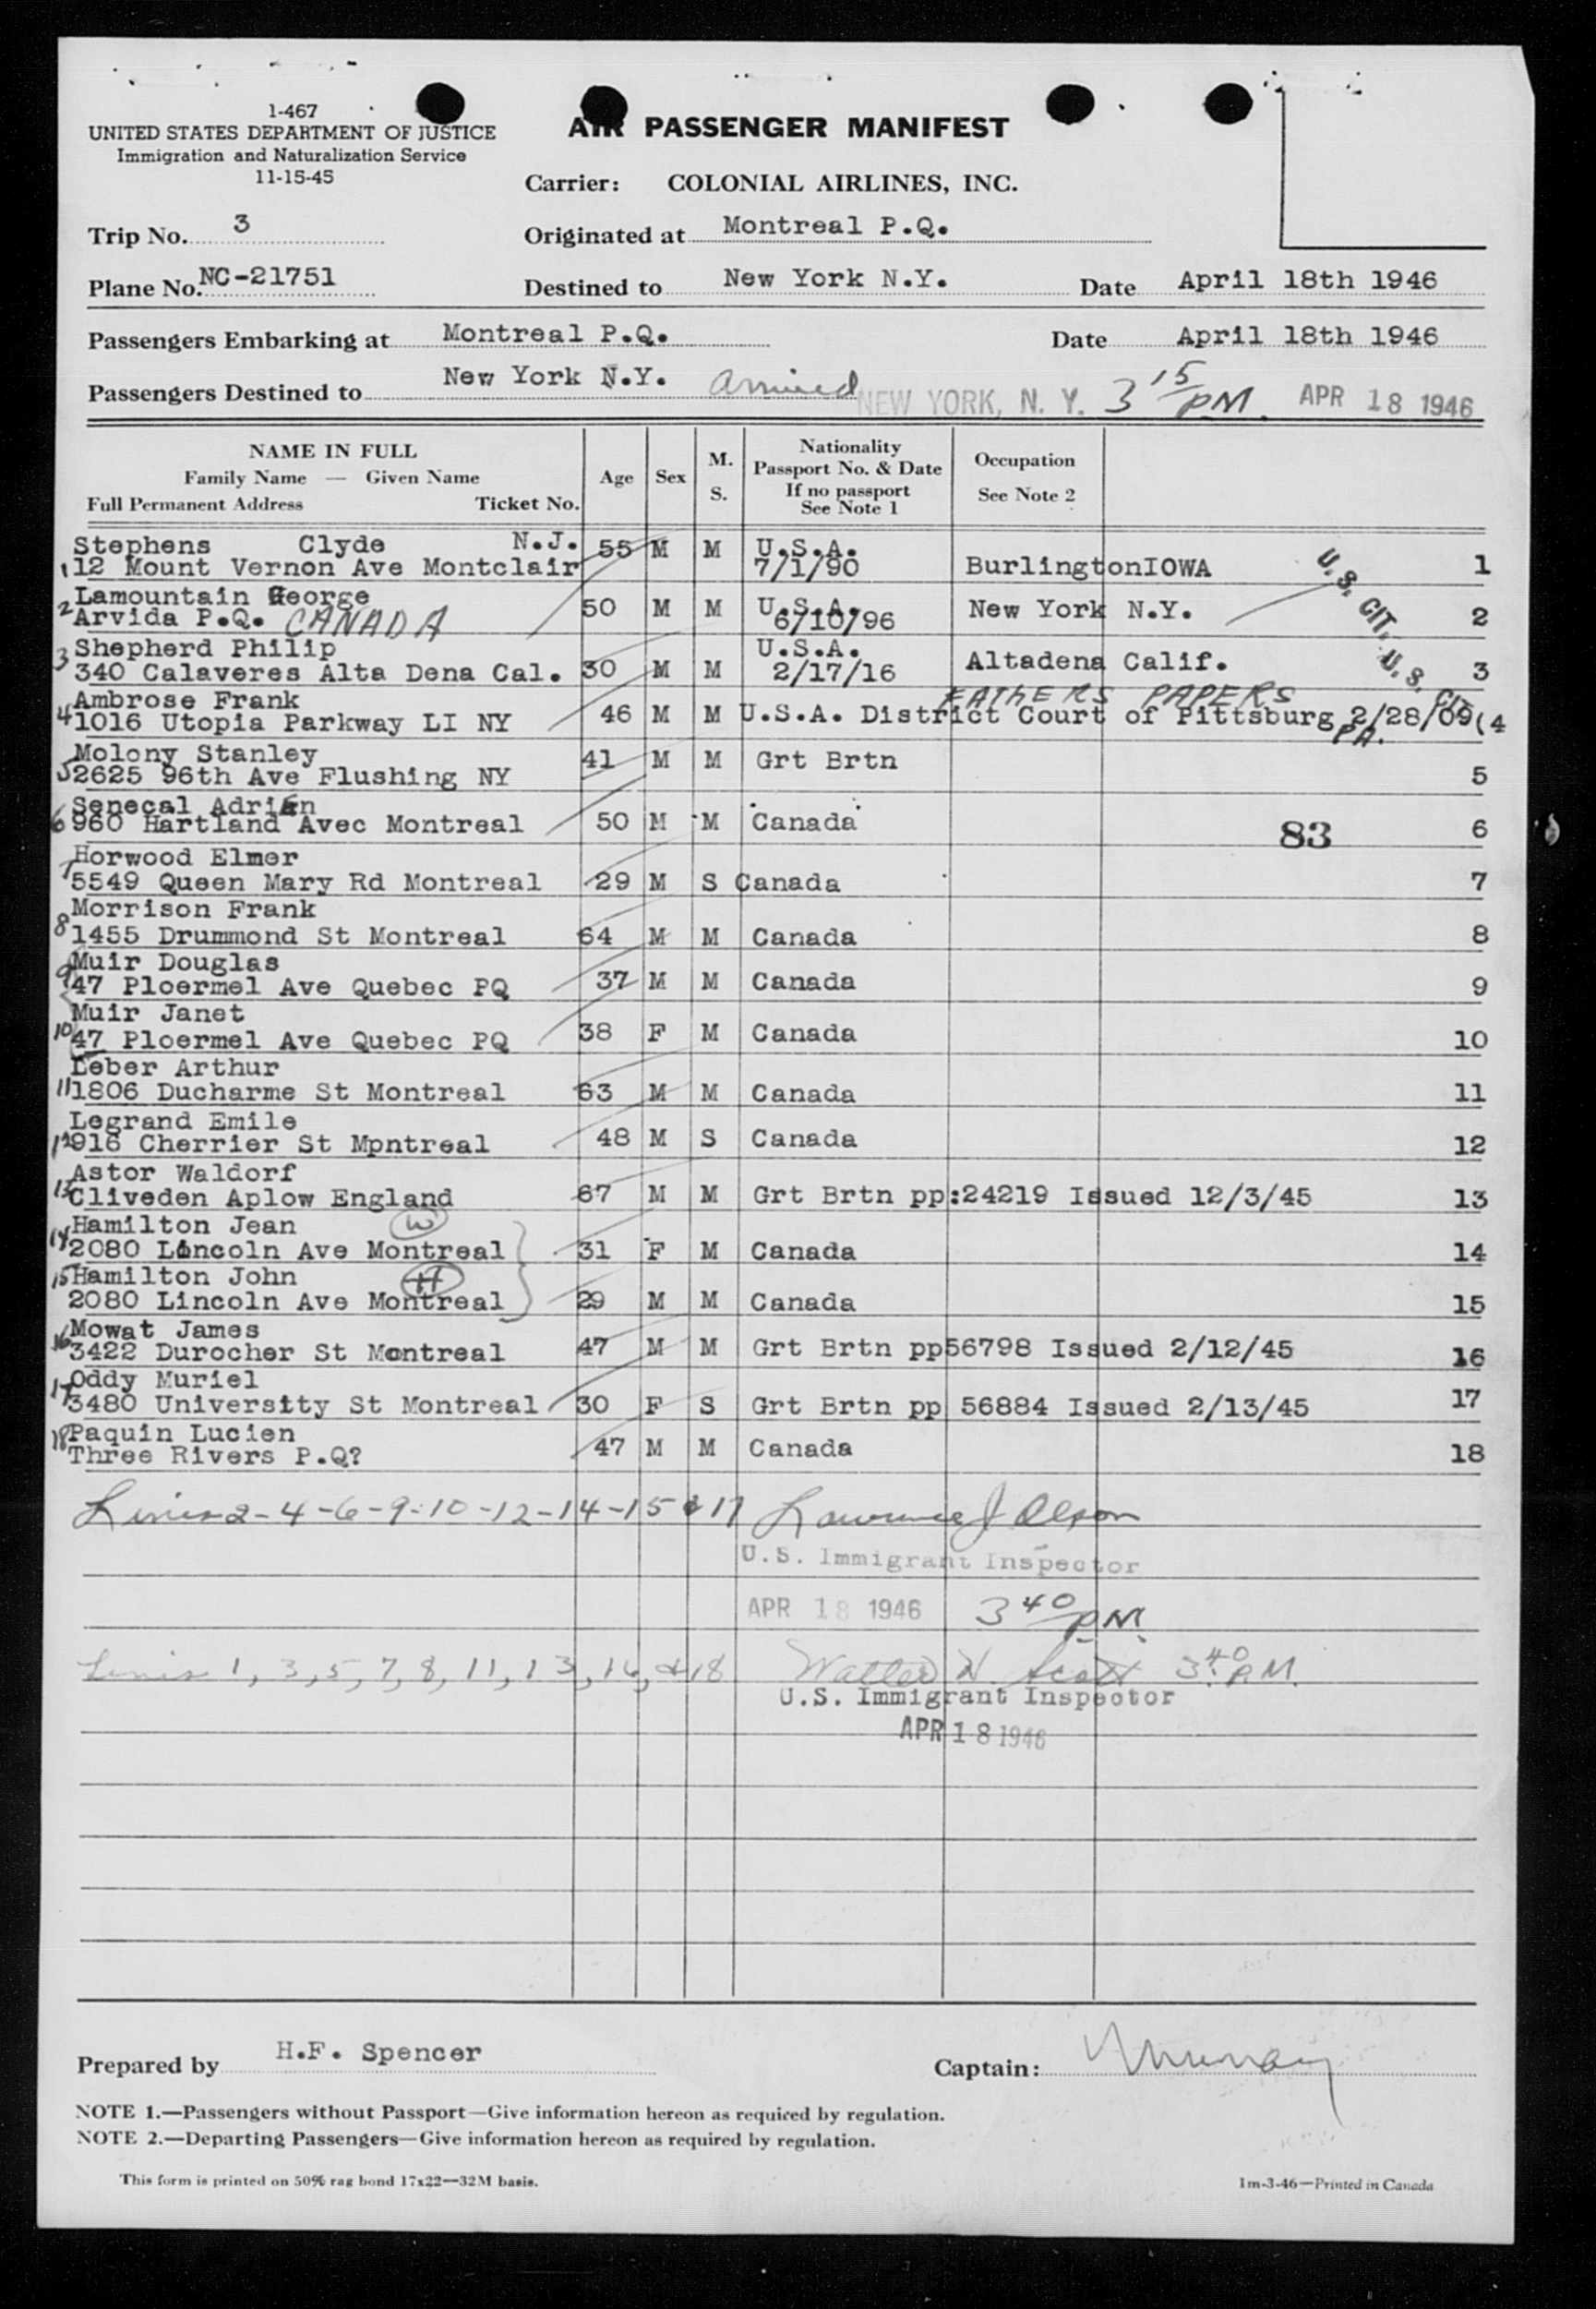 1-467
UNITED STATES DEPARTMENT OF JUSTICE
Immigration and Naturalization Service
11-15-45
AIR PASSENGER MANIFEST
Carrier: COLONIAL AIRLINES, INC.
Trip No. 3
Originated at Montreal P.Q.
Plane No. NC-21751
Destined to New York N.Y. Date April 18th 1946
Passengers Embarking at Montreal P.Q. Date April 18th 1946
Passengers Destined to New York N.Y. arrived NEW YORK, N. Y. 3 15 PM. APR 18 1946
NAME IN FULL
Family Name — Given Name
Full Permanent Address Ticket No.
Age Sex M. S.
Nationality
Passport No. & Date
If no passport
See Note 1
Occupation
See Note 2
Stephens Clyde N.J. 55 M M U.S.A.
1 12 Mount Vernon Ave Montclair 7/1/90 BurlingtonIOWA U.S. CIT. 1
Lamountain George
2 Arvida P.Q. CANADA 50 M M U.S.A. 6/10/96 New York N.Y. 2
Shepherd Philip U.S.A.
3 340 Calaveres Alta Dena Cal. 30 M M 2/17/16 Altadena Calif. U.S. CIT. 3
Ambrose Frank FATHERS PAPERS
4 1016 Utopia Parkway LI NY 46 M M U.S.A. District Court of Pittsburg 2/28/09( 4
PA.
Molony Stanley
5 2625 96th Ave Flushing NY 41 M M Grt Brtn 5
Senecal Adrien
6 960 Hartland Avec Montreal 50 M M Canada 83 6
Horwood Elmer
7 5549 Queen Mary Rd Montreal 29 M S Canada 7
Morrison Frank
8 1455 Drummond St Montreal 64 M M Canada 8
Muir Douglas
9 47 Ploermel Ave Quebec PQ 37 M M Canada 9
Muir Janet
10 47 Ploermel Ave Quebec PQ 38 F M Canada 10
Leber Arthur
11 1806 Ducharme St Montreal 63 M M Canada 11
Legrand Emile
12 916 Cherrier St Mpntreal 48 M S Canada 12
Astor Waldorf
13 Cliveden Aplow England 67 M M Grt Brtn pp:24219 Issued 12/3/45 13
Hamilton Jean W
14 2080 Lincoln Ave Montreal 31 F M Canada 14
15 Hamilton John H
2080 Lincoln Ave Montreal 29 M M Canada 15
Mowat James
16 3422 Durocher St Montreal 47 M M Grt Brtn pp56798 Issued 2/12/45 16
Oddy Muriel
17 3480 University St Montreal 30 F S Grt Brtn pp 56884 Issued 2/13/45 17
Paquin Lucien
18 Three Rivers P.Q? 47 M M Canada 18
Lines 2-4-6-9-10-12-14-15 & 17 Lawrence J Olson
U.S. Immigrant Inspector
APR 18 1946 3 40 PM.
Lines 1, 3, 5, 7, 8, 11, 13, 16, & 18 Walter N. Scott 3:40 P.M.
U.S. Immigrant Inspector
APR 18 1946
Prepared by H.F. Spencer
Captain: Murray
NOTE 1.—Passengers without Passport—Give information hereon as required by regulation.
NOTE 2.—Departing Passengers—Give information hereon as required by regulation.
This form is printed on 50% rag bond 17x22—32M basis.
1m-3-46—Printed in Canada